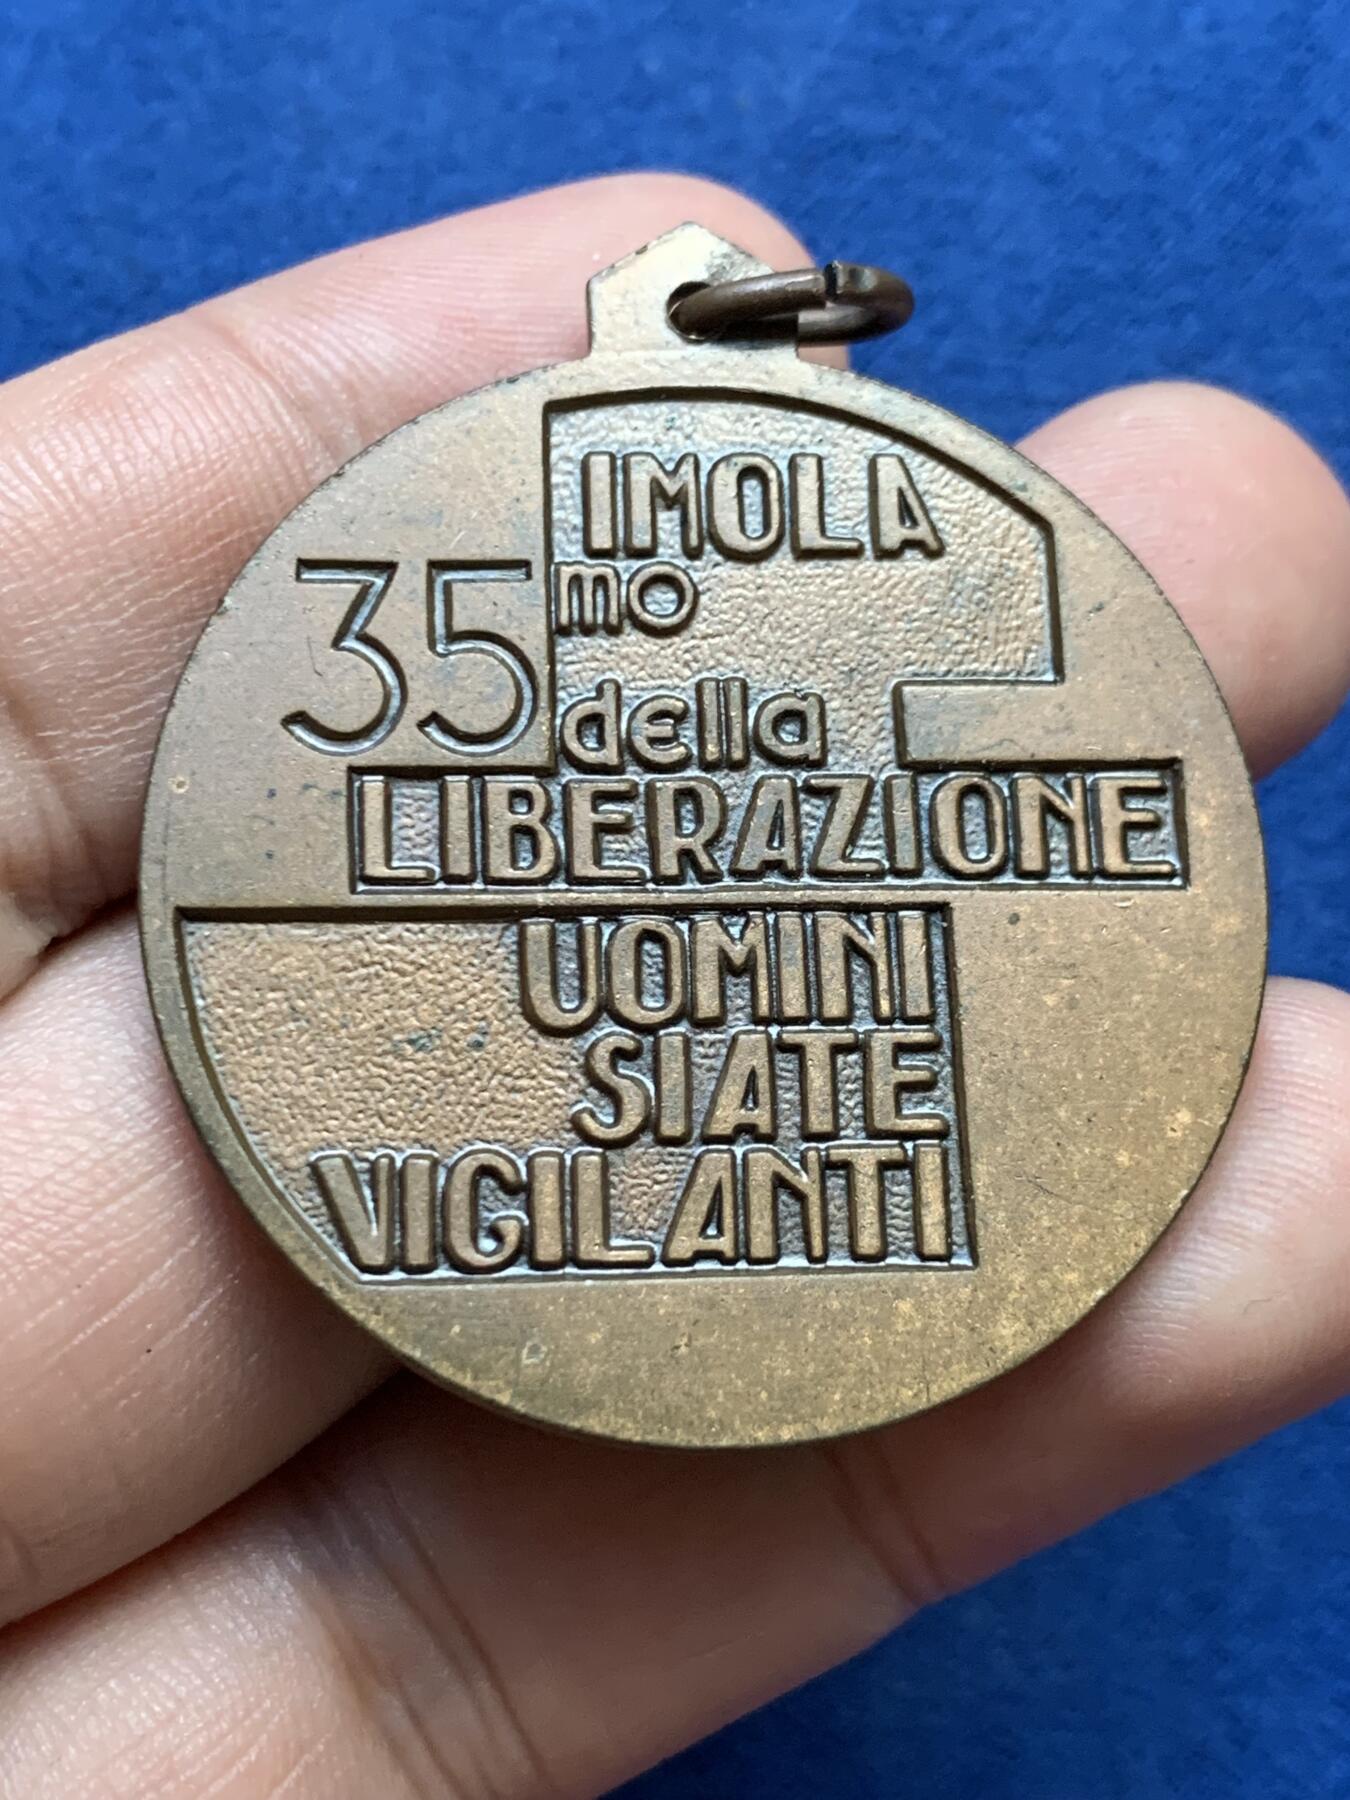 IMOLA
35mo
della
LIBERAZIONE
UOMINI
SIATE
VIGILANTI